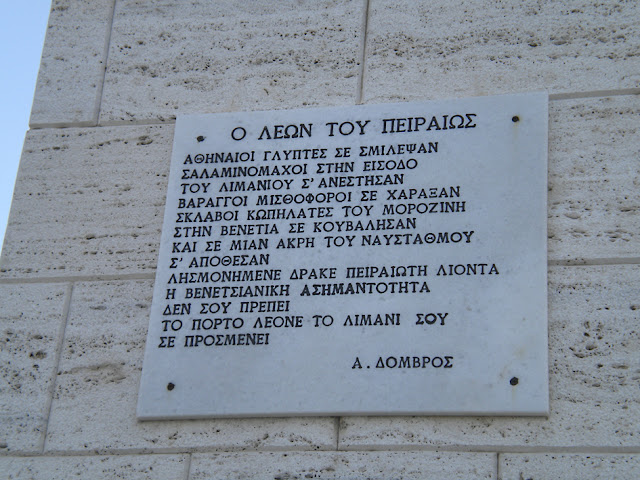 Ο ΛΕΩΝ ΤΟΥ ΠΕΙΡΑΙΩΣ
ΑΘΗΝΑΙΟΙ ΓΛΥΠΤΕΣ ΣΕ ΣΜΙΛΕΨΑΝ
ΣΑΛΑΜΙΝΟΜΑΧΟΙ ΣΤΗΝ ΕΙΣΟΔΟ
ΤΟΥ ΛΙΜΑΝΙΟΥ Σ' ΑΝΕΣΤΗΣΑΝ
ΒΑΡΑΓΓΟΙ ΜΙΣΘΟΦΟΡΟΙ ΣΕ ΧΑΡΑΞΑΝ
ΣΚΛΑΒΟΙ ΚΩΠΗΛΑΤΕΣ ΤΟΥ ΜΟΡΟΖΙΝΗ
ΣΤΗΝ ΒΕΝΕΤΙΑ ΣΕ ΚΟΥΒΑΛΗΣΑΝ
ΚΑΙ ΣΕ ΜΙΑΝ ΑΚΡΗ ΤΟΥ ΝΑΥΣΤΑΘΜΟΥ
Σ' ΑΠΟΘΕΣΑΝ
ΛΗΣΜΟΝΗΜΕΝΕ ΔΡΑΚΕ ΠΕΙΡΑΙΩΤΗ ΛΙΟΝΤΑ
Η ΒΕΝΕΤΣΙΑΝΙΚΗ ΑΣΗΜΑΝΤΟΤΗΤΑ
ΔΕΝ ΣΟΥ ΠΡΕΠΕΙ
ΤΟ ΠΟΡΤΟ ΛΕΟΝΕ ΤΟ ΛΙΜΑΝΙ ΣΟΥ
ΣΕ ΠΡΟΣΜΕΝΕΙ
Α. ΔΟΜΒΡΟΣ